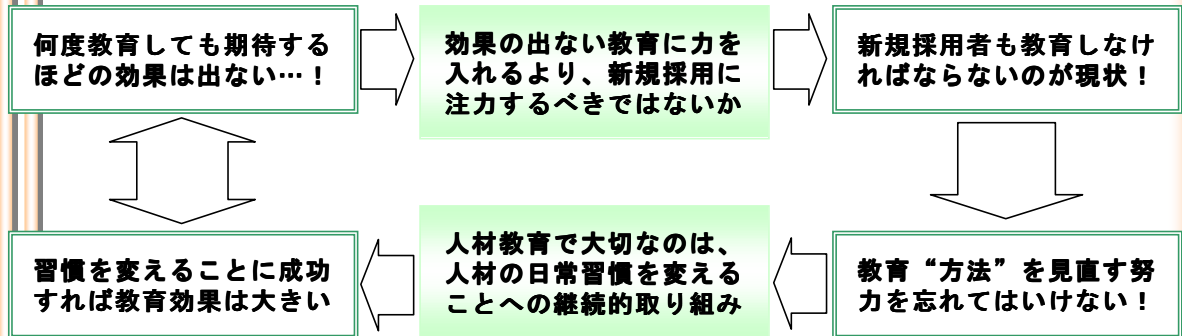 何度教育しても期待する
ほどの効果は出ない…！
効果の出ない教育に力を
入れるより、新規採用に
注力するべきではないか
新規採用者も教育しなけ
ればならないのが現状！
教育“方法”を見直す努
力を忘れてはいけない！
人材教育で大切なのは、
人材の日常習慣を変える
ことへの継続的取り組み
習慣を変えることに成功
すれば教育効果は大きい